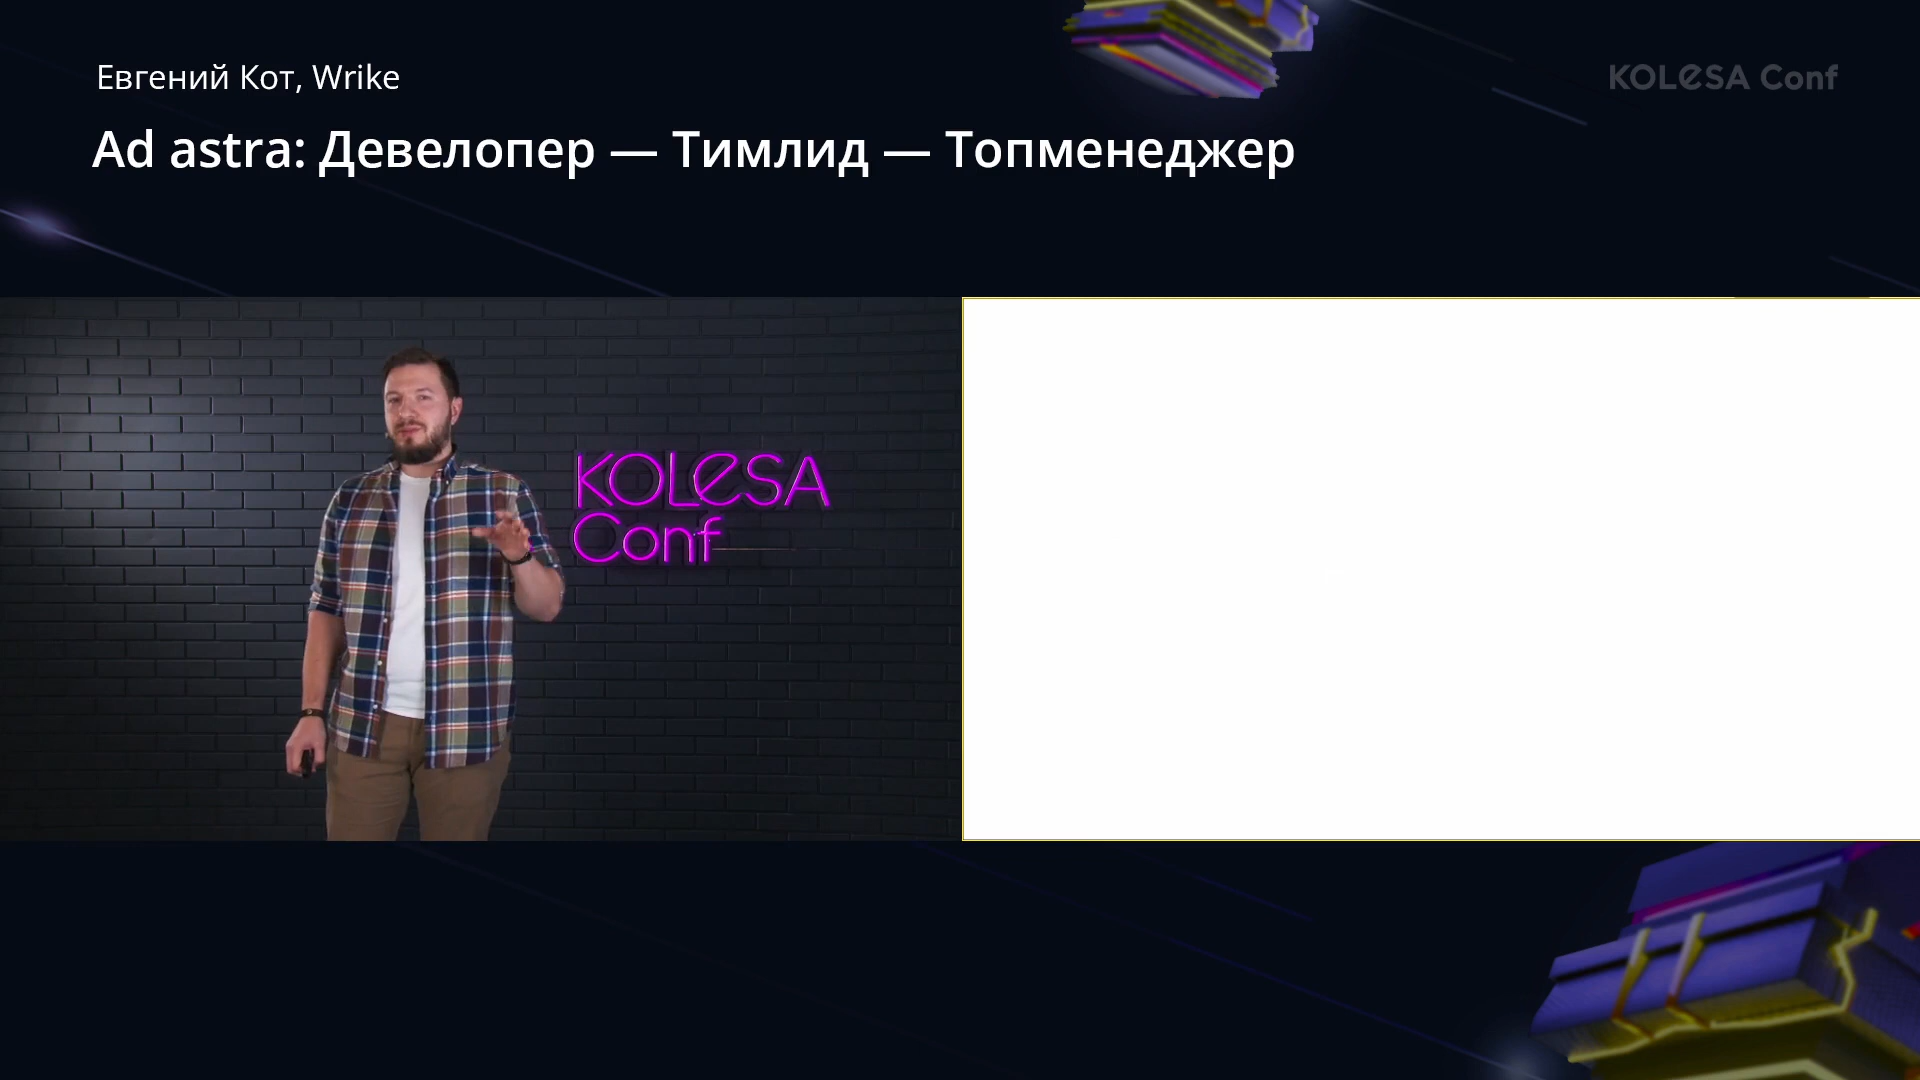 Евгений Кот, Wrike
KOLESA Conf
Ad astra: Девелопер — Тимлид — Топменеджер
KOLESA
Conf